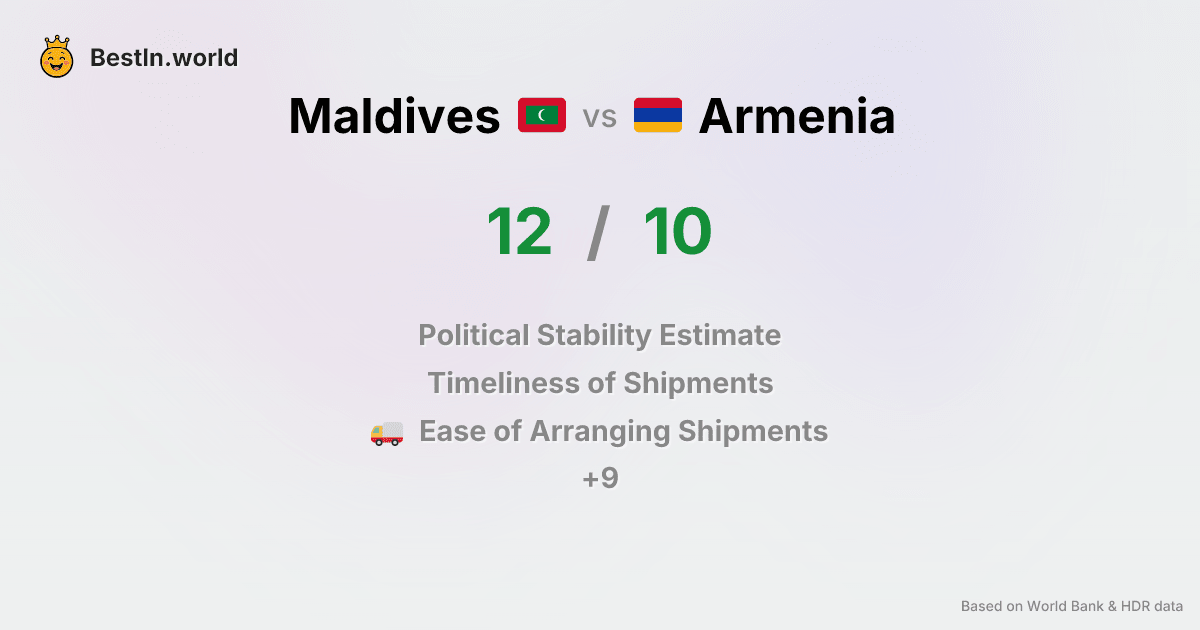 BestIn.world
Maldives vs Armenia
12 / 10
Political Stability Estimate
Timeliness of Shipments
Ease of Arranging Shipments
+9
Based on World Bank & HDR data